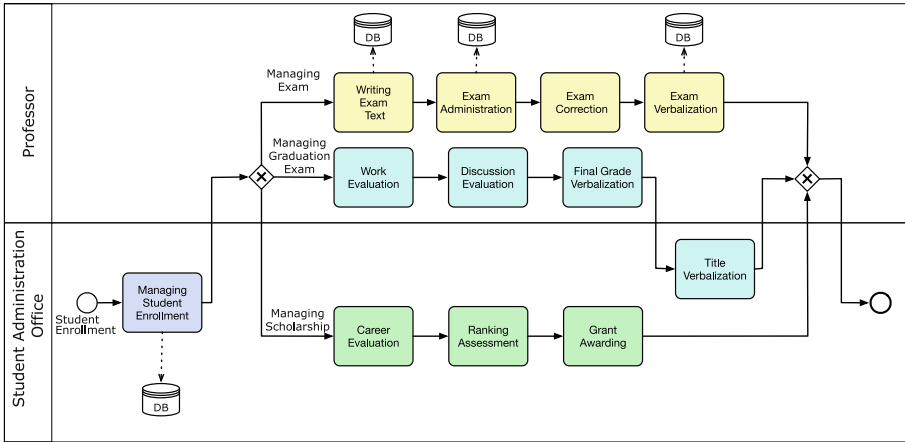 Professor
DB
DB
DB
Managing
Exam
Writing
Exam
Text
Exam
Administration
Exam
Correction
Exam
Verbalization
Managing
Graduation
Exam
Work
Evaluation
Discussion
Evaluation
Final Grade
Verbalization
Student Administration
Office
Student
Enrollment
Managing
Student
Enrollment
DB
Title
Verbalization
Managing
Scholarship
Career
Evaluation
Ranking
Assessment
Grant
Awarding